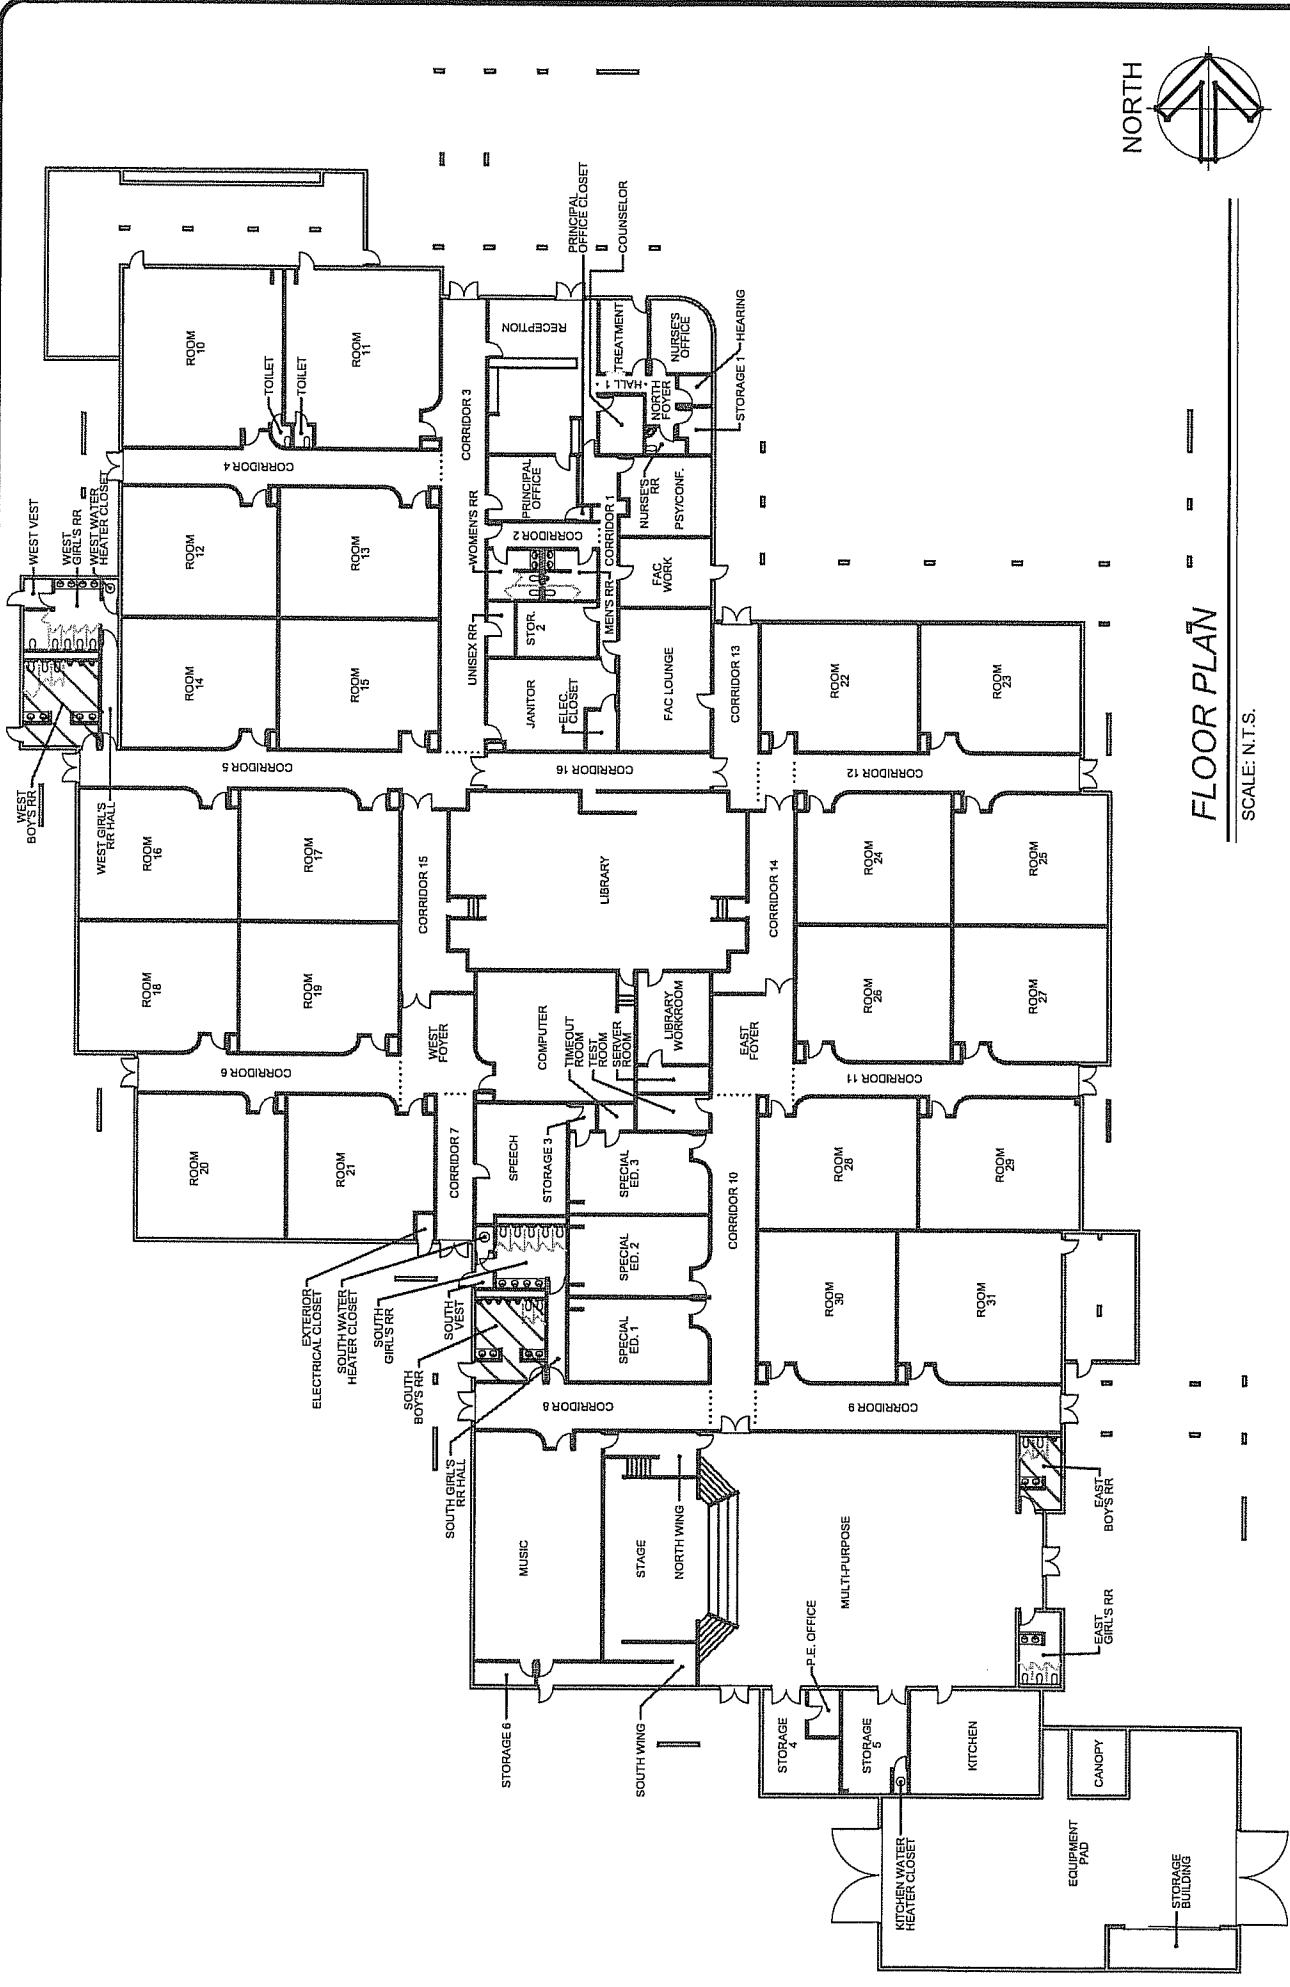 NORTH
FLOOR PLAN
SCALE: N.T.S.
WEST VEST
WEST
GIRL'S RR
WEST WATER
HEATER CLOSET
WEST
BOY'S RR
WEST GIRL'S
RR HALL
ROOM
10
ROOM
11
TOILET
TOILET
CORRIDOR 4
CORRIDOR 3
ROOM
12
ROOM
13
ROOM
14
ROOM
15
CORRIDOR 5
RECEPTION
PRINCIPAL
OFFICE CLOSET
COUNSELOR
TREATMENT
NURSE'S
OFFICE
HEARING
HALL 1
NORTH
FOYER
STORAGE 1
NURSE'S
RR
PSY/CONF.
PRINCIPAL
OFFICE
WOMEN'S RR
CORRIDOR 2
CORRIDOR 1
MEN'S RR
UNISEX RR
STOR.
2
FAC
WORK
JANITOR
ELEC.
CLOSET
FAC LOUNGE
CORRIDOR 13
CORRIDOR 16
ROOM
22
ROOM
23
CORRIDOR 12
ROOM
16
ROOM
17
ROOM
18
ROOM
19
CORRIDOR 15
LIBRARY
CORRIDOR 14
ROOM
24
ROOM
25
ROOM
26
ROOM
27
CORRIDOR 6
WEST
FOYER
COMPUTER
TIMEOUT
ROOM
TEST
ROOM
SERVER
ROOM
LIBRARY
WORKROOM
EAST
FOYER
CORRIDOR 11
ROOM
20
ROOM
21
CORRIDOR 7
SPEECH
STORAGE 3
SPECIAL
ED. 3
SPECIAL
ED. 2
SPECIAL
ED. 1
CORRIDOR 10
ROOM
28
ROOM
29
ROOM
30
ROOM
31
EXTERIOR
ELECTRICAL CLOSET
SOUTH WATER
HEATER CLOSET
SOUTH
GIRL'S RR
SOUTH
VEST
SOUTH
BOY'S RR
SOUTH GIRL'S
RR HALL
CORRIDOR 8
CORRIDOR 9
MUSIC
STAGE
NORTH WING
MULTI-PURPOSE
EAST
BOY'S RR
EAST
GIRL'S RR
STORAGE 6
SOUTH WING
P.E. OFFICE
STORAGE
4
STORAGE
5
KITCHEN
CANOPY
KITCHEN WATER
HEATER CLOSET
EQUIPMENT
PAD
STORAGE
BUILDING